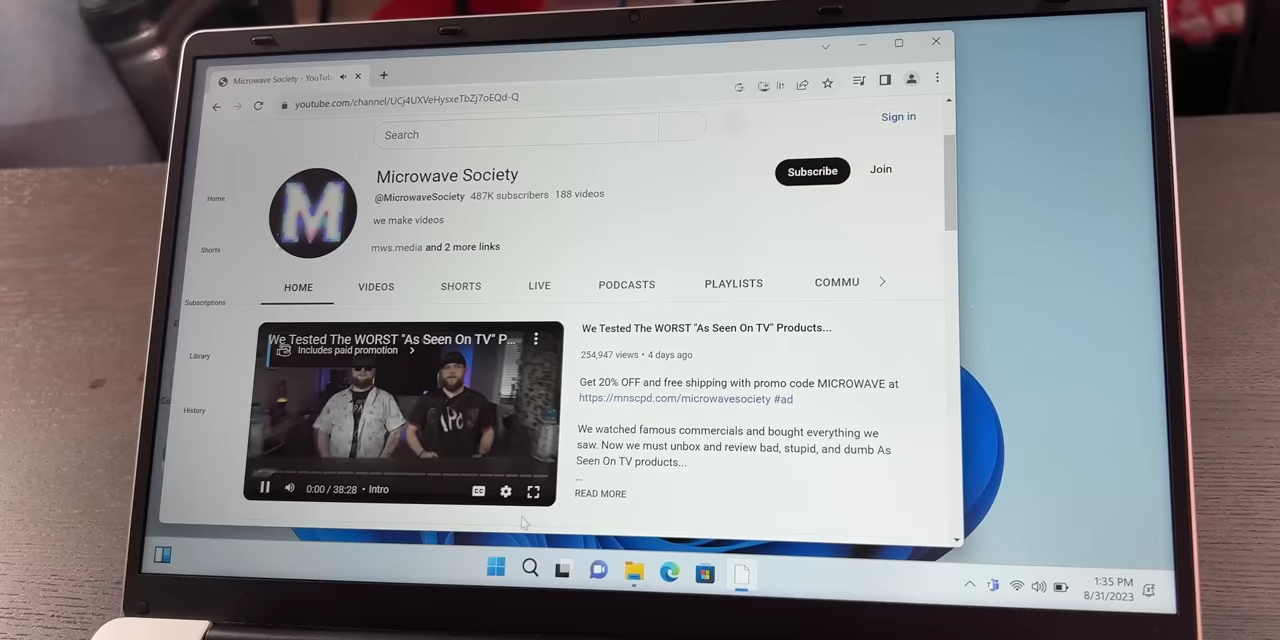 Microwave Society - YouTub
youtube.com/channel/UCj4UXVeHysxeTbZj7oEQd-Q
Search
Sign in
M
Microwave Society
@MicrowaveSociety 487K subscribers 188 videos
we make videos
mws.media and 2 more links
Subscribe
Join
Home
Shorts
Subscriptions
Library
History
HOME VIDEOS SHORTS LIVE PODCASTS PLAYLISTS COMMU
We Tested The WORST "As Seen On TV" P...
Includes paid promotion
0:00 / 38:28 • Intro
CC
We Tested The WORST "As Seen On TV" Products...
254,947 views • 4 days ago
Get 20% OFF and free shipping with promo code MICROWAVE at
https://mnscpd.com/microwavesociety #ad
We watched famous commercials and bought everything we
saw. Now we must unbox and review bad, stupid, and dumb As
Seen On TV products...
...
READ MORE
1:35 PM
8/31/2023